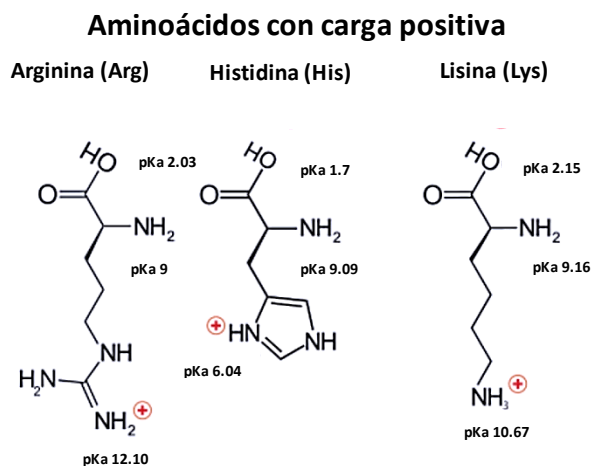 Aminoácidos con carga positiva
Arginina (Arg)
Histidina (His)
Lisina (Lys)
HO
O
pKa 2.03
NH2
pKa 9
NH
H2N
NH2
+
pKa 12.10
HO
O
pKa 1.7
NH2
pKa 9.09
+
HN
NH
pKa 6.04
HO
O
pKa 2.15
NH2
pKa 9.16
+
NH3
pKa 10.67